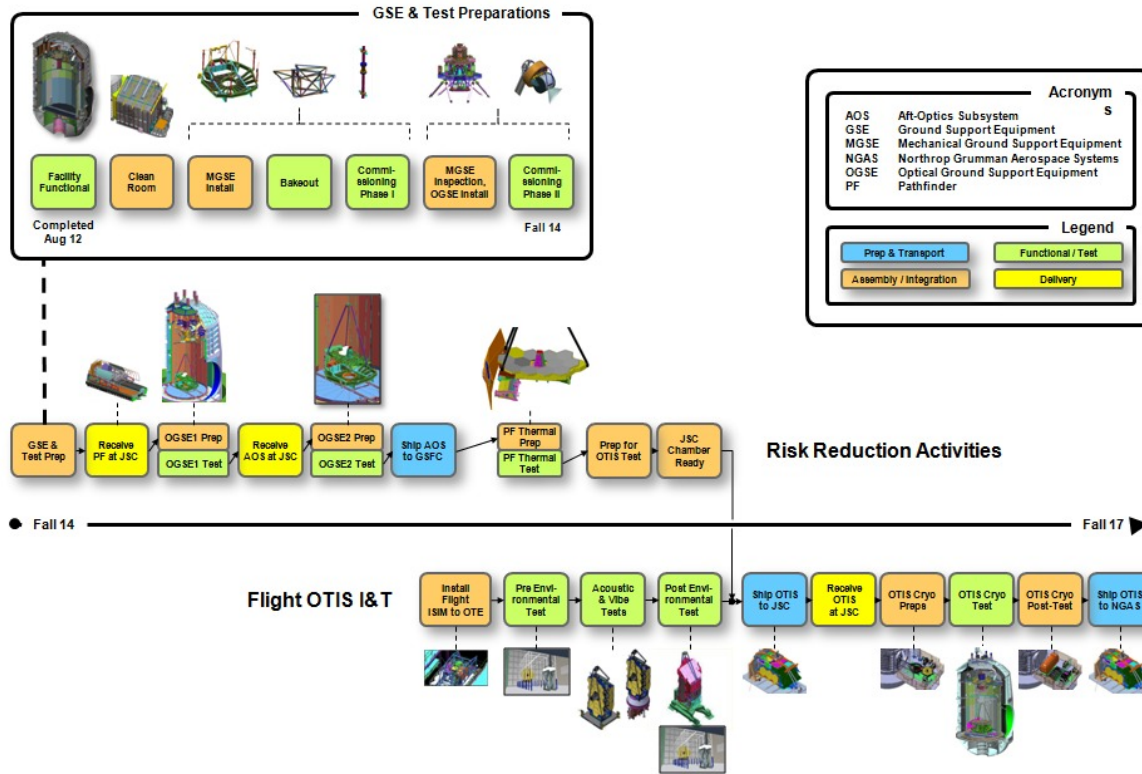 GSE & Test Preparations
Facility
Functional
Clean
Room
MGSE
Install
Bakeout
Commi-
ssioning
Phase I
MGSE
Inspection,
OGSE Install
Commi-
ssioning
Phase II
Completed
Aug 12
Fall 14
Acronym
s
AOS Aft-Optics Subsystem
GSE Ground Support Equipment
MGSE Mechanical Ground Support Equipment
NGAS Northrop Grumman Aerospace Systems
OGSE Optical Ground Support Equipment
PF Pathfinder
Legend
Prep & Transport
Functional / Test
Assembly / Integration
Delivery
GSE &
Test Prep
Receive
PF at JSC
OGSE1 Prep
OGSE1 Test
Receive
AOS at JSC
OGSE2 Prep
OGSE2 Test
Ship AOS
to GSFC
PF Thermal
Prep
PF Thermal
Test
Prep for
OTIS Test
JSC
Chamber
Ready
Risk Reduction Activities
Fall 14
Fall 17
Flight OTIS I&T
Install
Flight
ISIM to OTE
Pre Envi-
ronmental
Test
Acoustic
& Vibe
Tests
Post Envi-
ronmental
Test
Ship OTIS
to JSC
Receive
OTIS
at JSC
OTIS Cryo
Preps
OTIS Cryo
Test
OTIS Cryo
Post-Test
Ship OTIS
to NGAS